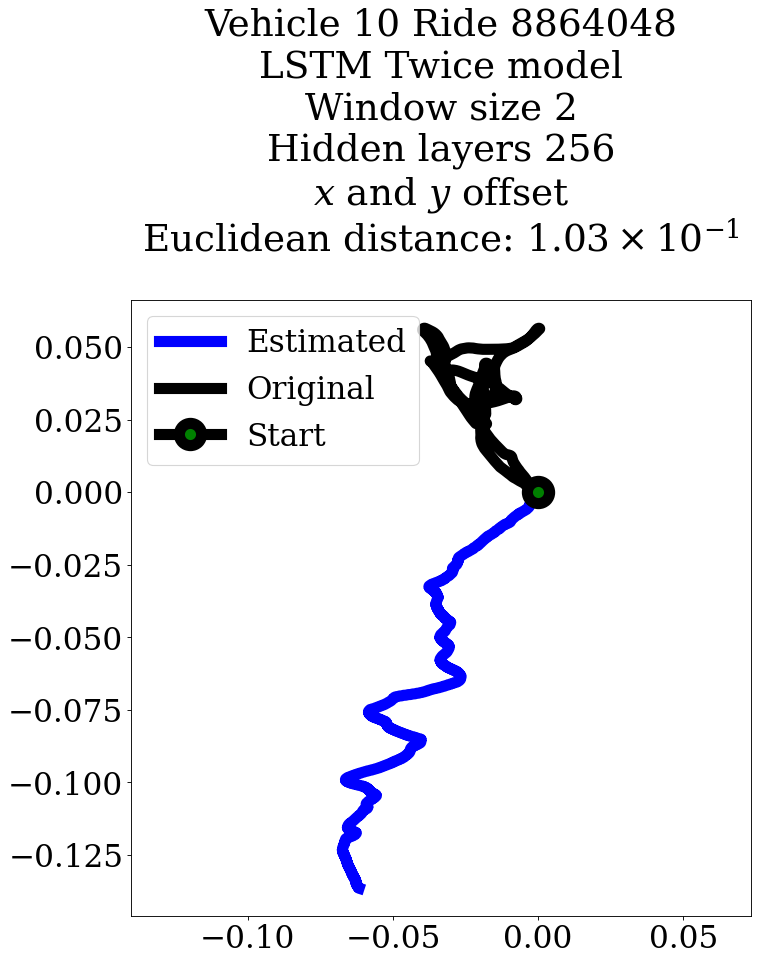 Vehicle 10 Ride 8864048
LSTM Twice model
Window size 2
Hidden layers 256
x and y offset
Euclidean distance: 1.03 × 10⁻¹
Estimated
Original
Start
0.050
0.025
0.000
−0.025
−0.050
−0.075
−0.100
−0.125
−0.10
−0.05
0.00
0.05